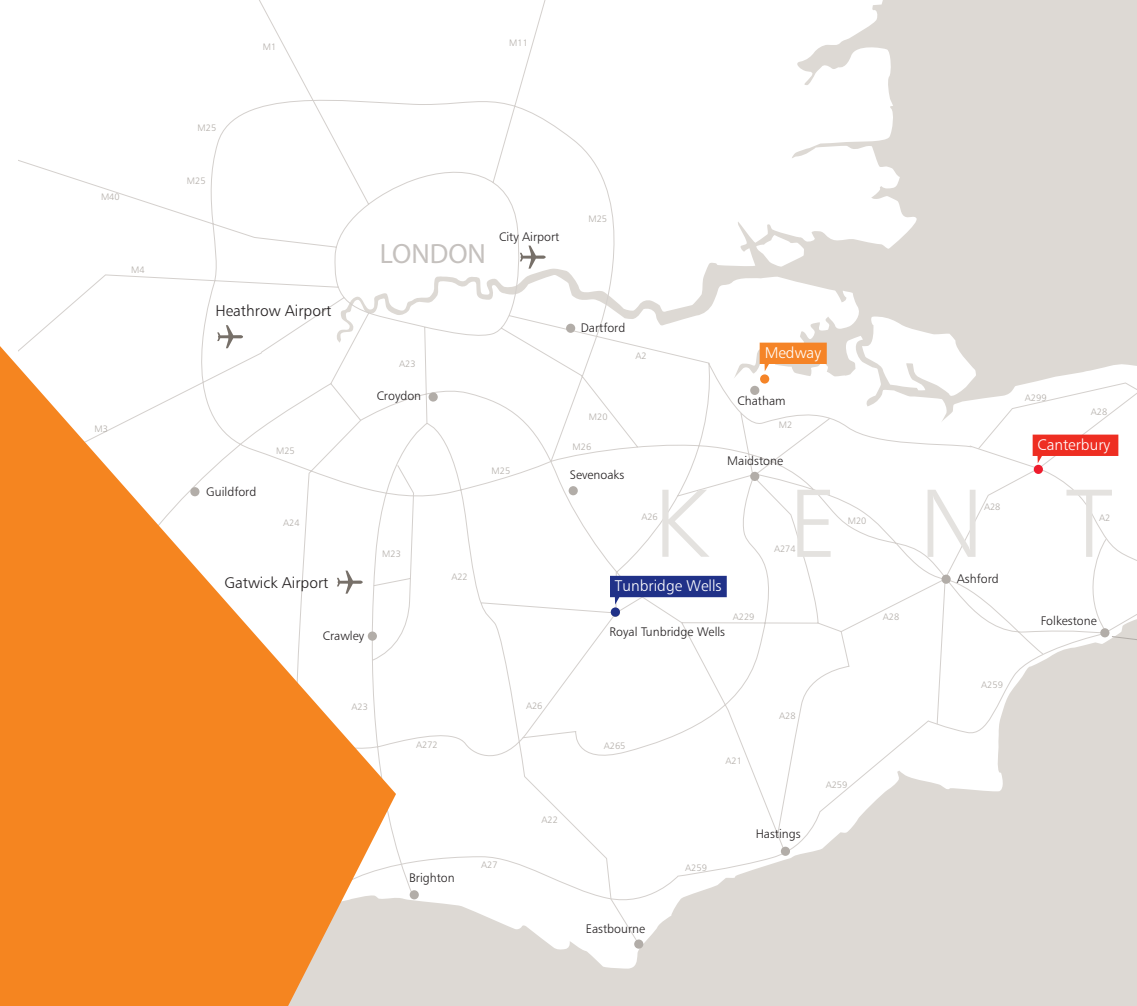 M1
M11
M25
M25
M40
M25
City Airport
LONDON
M4
Heathrow Airport
Dartford
A2
Medway
A23
Croydon
Chatham
A299
A28
M20
M2
M3
M26
Canterbury
M25
Maidstone
M25
Sevenoaks
Guildford
KENT
A28
A26
A2
M20
A24
A274
M23
A22
Ashford
Gatwick Airport
Tunbridge Wells
A229
A28
Folkestone
Royal Tunbridge Wells
Crawley
A259
A23
A26
A28
A272
A265
A21
A259
A22
Hastings
A27
A259
Brighton
Eastbourne